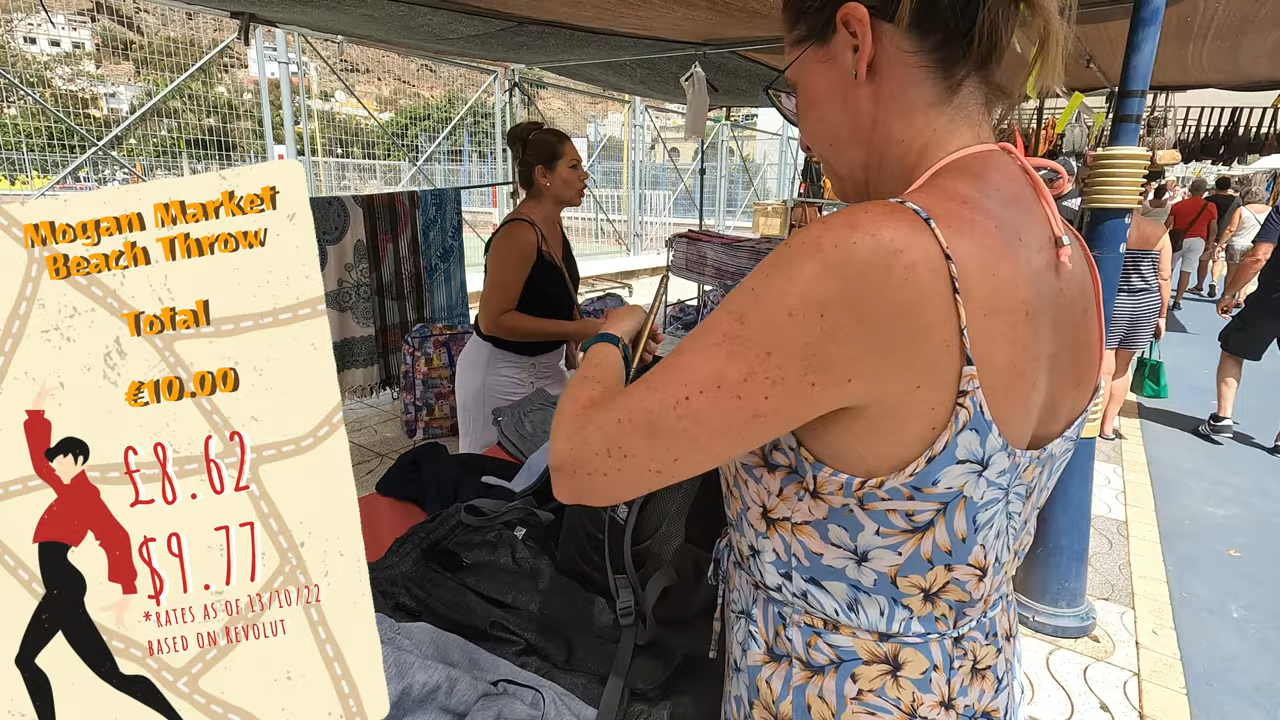 Mogan Market
Beach Throw
Total
€10.00
£8.62
$9.77
*RATES AS OF 13/10/22
BASED ON REVOLUT